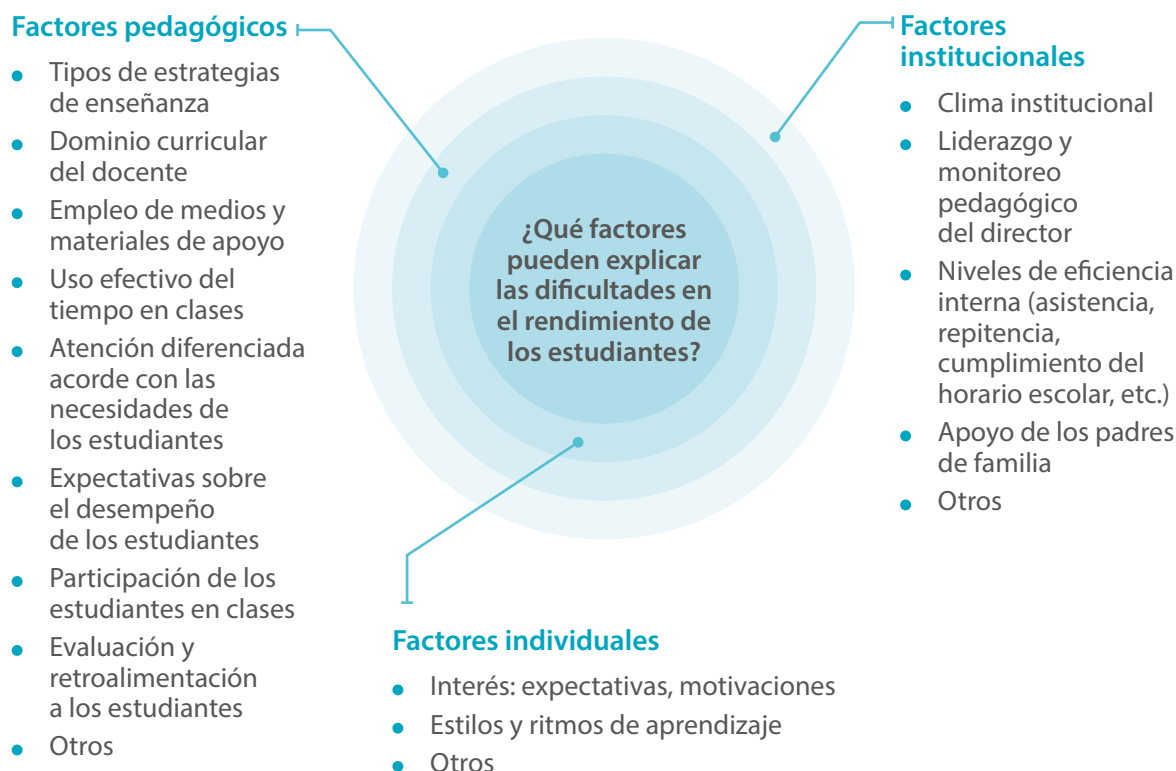 Factores pedagógicos
• Tipos de estrategias
de enseñanza
• Dominio curricular
del docente
• Empleo de medios y
materiales de apoyo
• Uso efectivo del
tiempo en clases
• Atención diferenciada
acorde con las
necesidades de
los estudiantes
• Expectativas sobre
el desempeño
de los estudiantes
• Participación de los
estudiantes en clases
• Evaluación y
retroalimentación
a los estudiantes
• Otros
¿Qué factores
pueden explicar
las dificultades en
el rendimiento de
los estudiantes?
Factores
institucionales
• Clima institucional
• Liderazgo y
monitoreo
pedagógico
del director
• Niveles de eficiencia
interna (asistencia,
repitencia,
cumplimiento del
horario escolar, etc.)
• Apoyo de los padres
de familia
• Otros
Factores individuales
• Interés: expectativas, motivaciones
• Estilos y ritmos de aprendizaje
• Otros